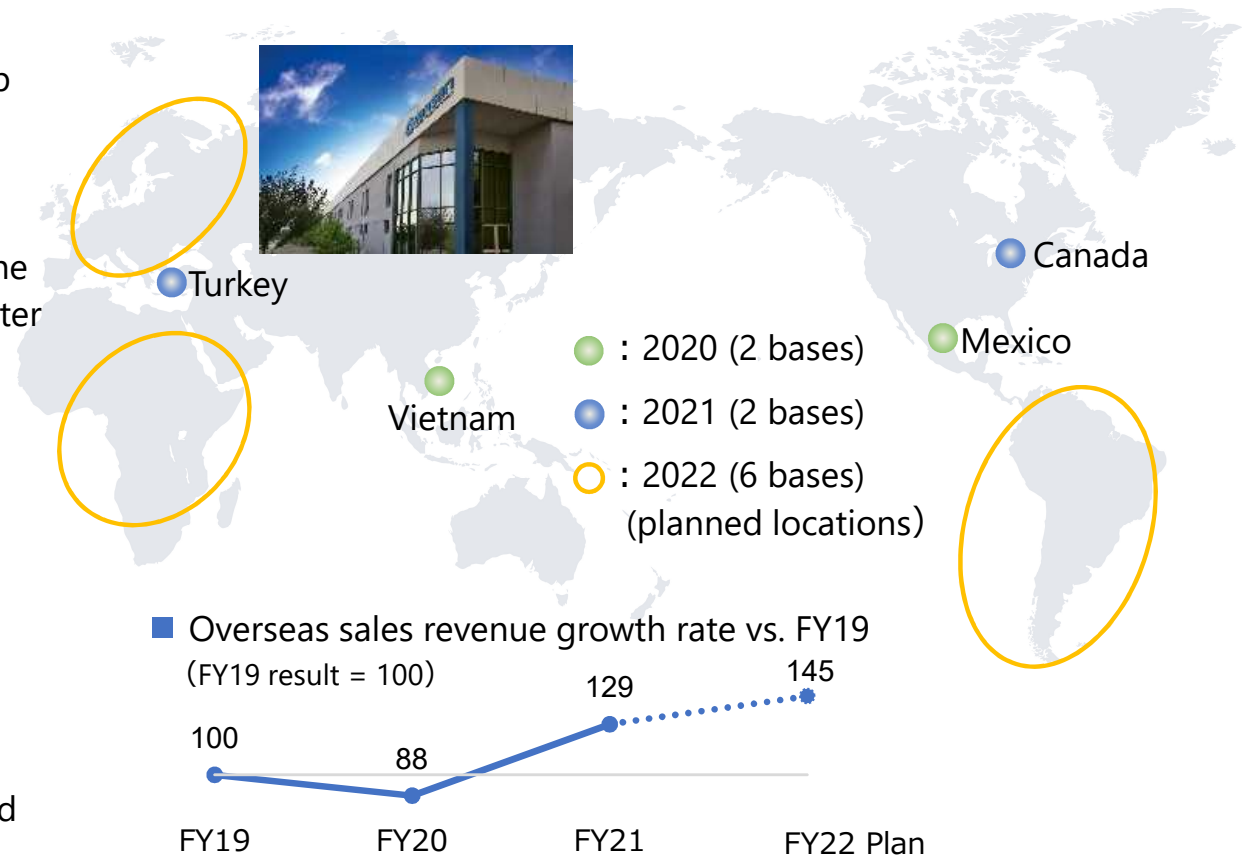 Turkey
Canada
Mexico
Vietnam
: 2020 (2 bases)
: 2021 (2 bases)
: 2022 (6 bases)
(planned locations）
Overseas sales revenue growth rate vs. FY19
（FY19 result = 100）
100
88
129
145
FY19
FY20
FY21
FY22 Plan